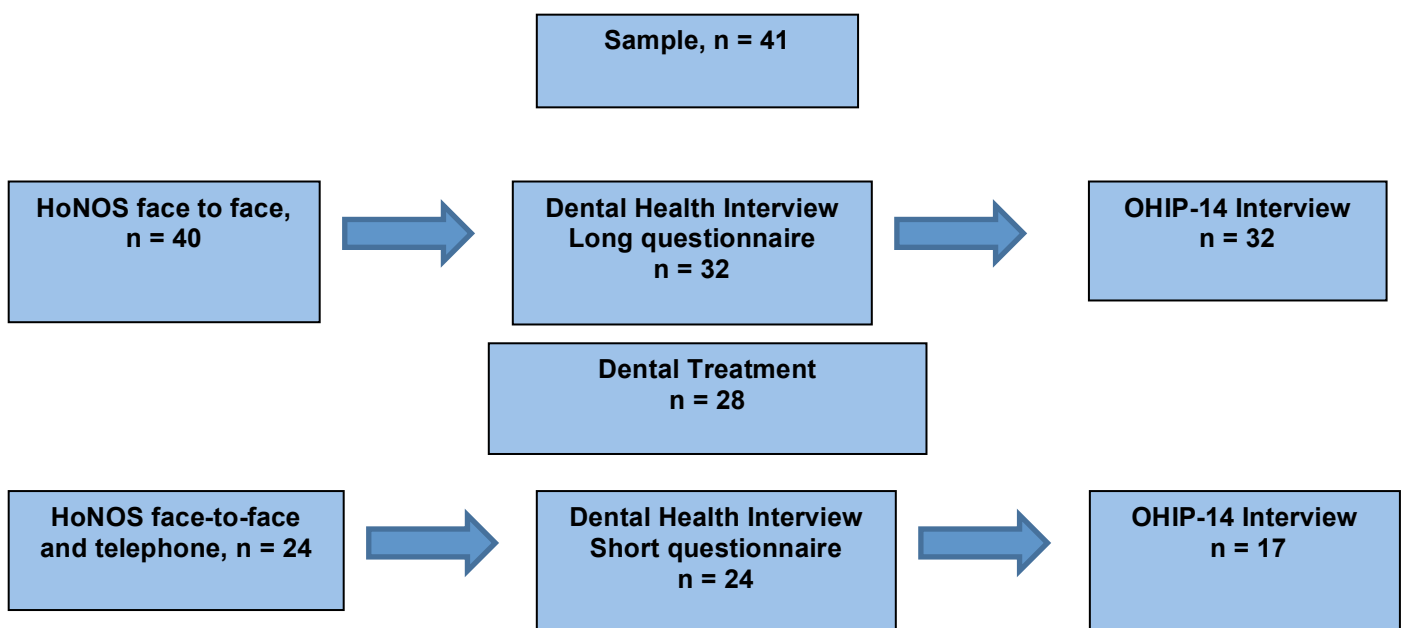 Sample, n = 41
HoNOS face to face,
n = 40
Dental Health Interview
Long questionnaire
n = 32
OHIP-14 Interview
n = 32
Dental Treatment
n = 28
HoNOS face-to-face
and telephone, n = 24
Dental Health Interview
Short questionnaire
n = 24
OHIP-14 Interview
n = 17